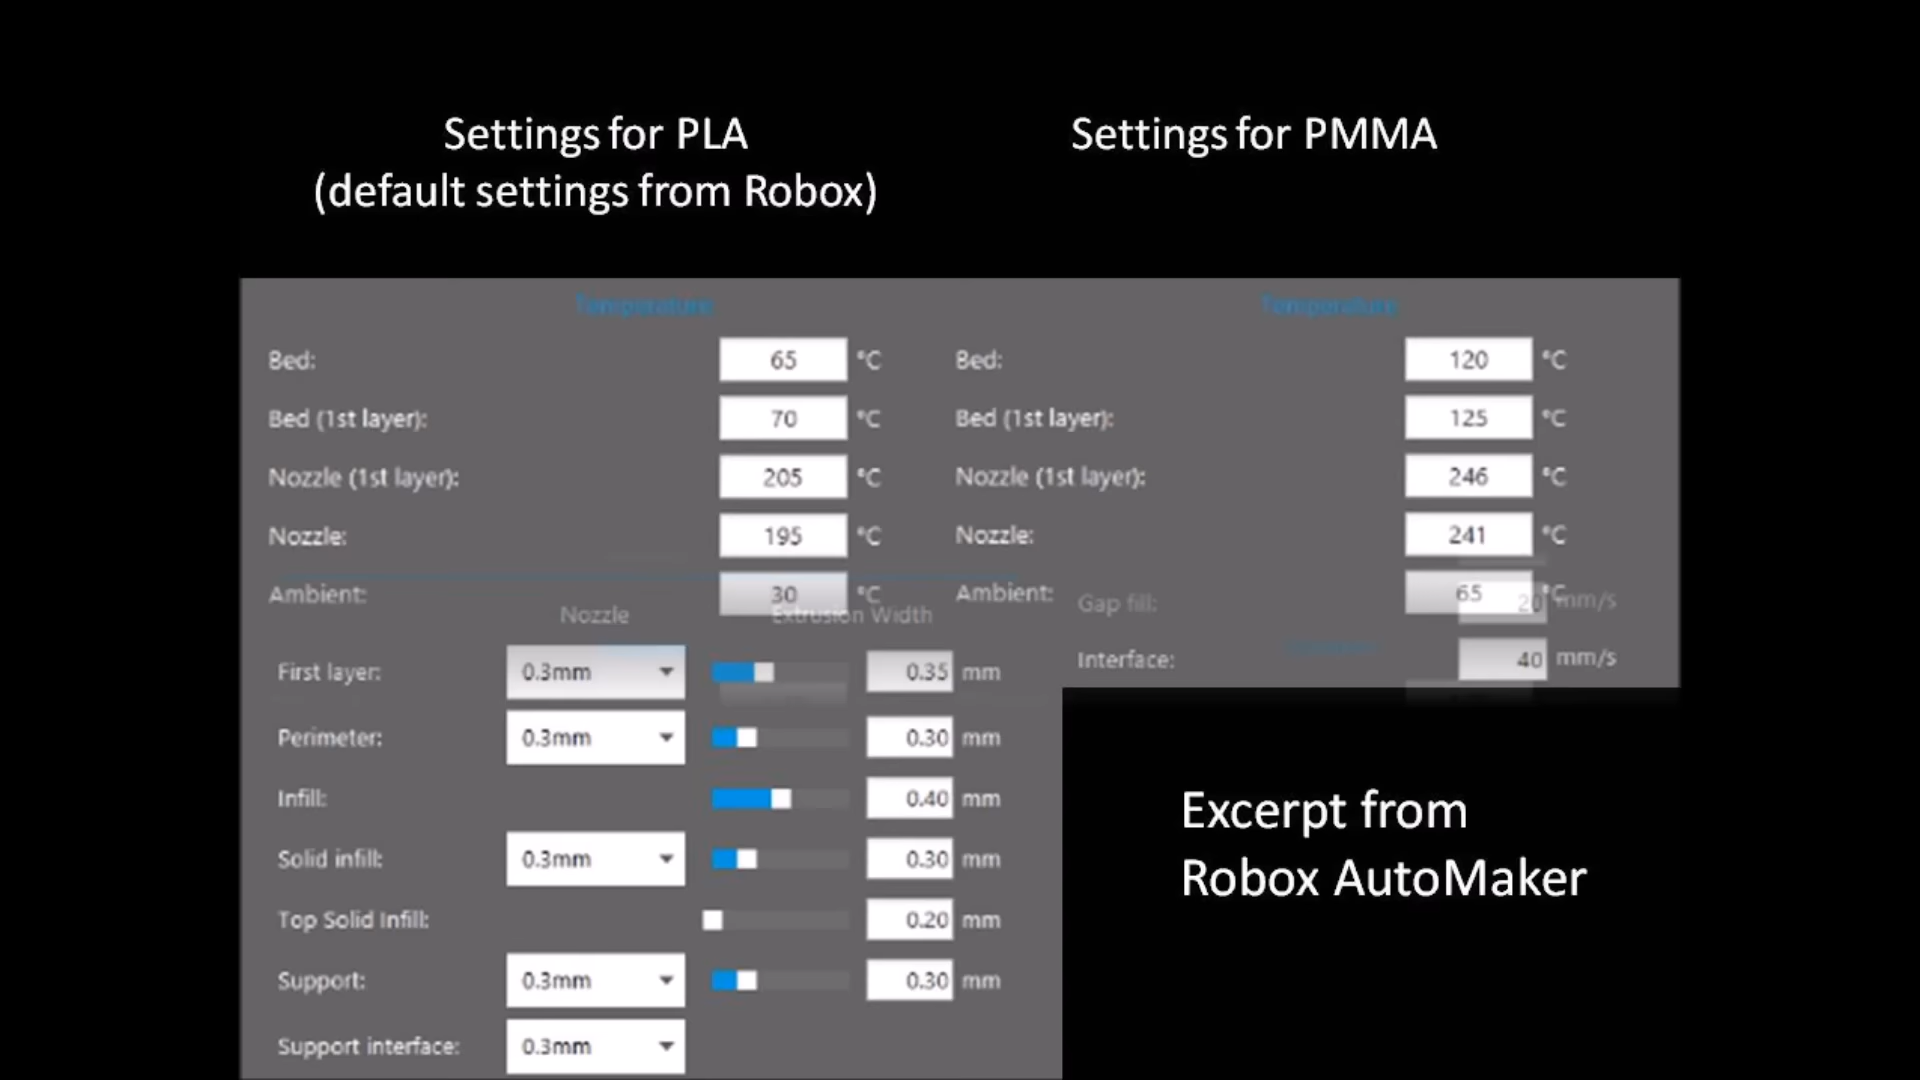 Settings for PLA
(default settings from Robox)
Settings for PMMA
Temperature
Bed: 65 °C
Bed (1st layer): 70 °C
Nozzle (1st layer): 205 °C
Nozzle: 195 °C
Ambient: 30 °C
Temperature
Bed: 120 °C
Bed (1st layer): 125 °C
Nozzle (1st layer): 246 °C
Nozzle: 241 °C
Ambient: 65 °C
Gap fill: 20 mm/s
Interface: 40 mm/s
Nozzle Extrusion Width
First layer: 0.3mm 0.35 mm
Perimeter: 0.3mm 0.30 mm
Infill: 0.40 mm
Solid infill: 0.3mm 0.30 mm
Top Solid Infill: 0.20 mm
Support: 0.3mm 0.30 mm
Support interface: 0.3mm
Excerpt from
Robox AutoMaker